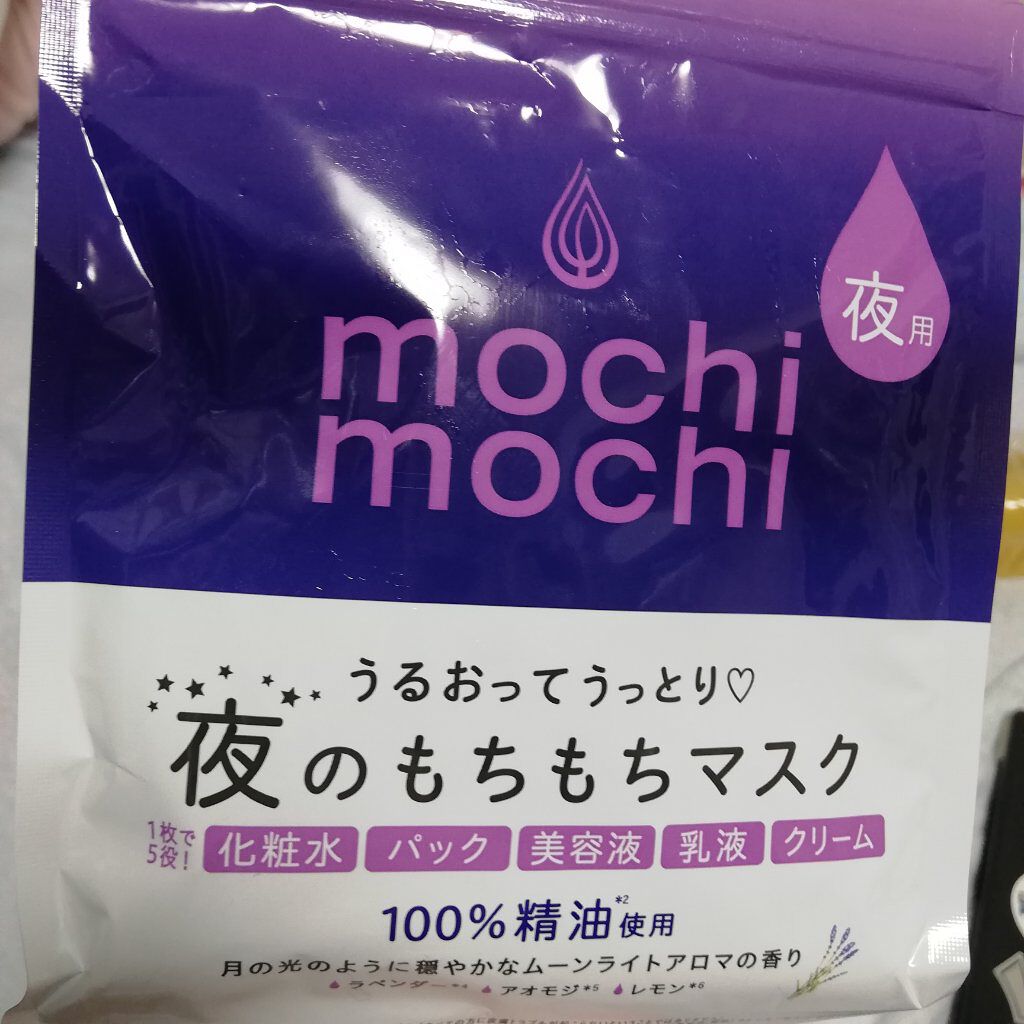 夜用
mochi
mochi
うるおってうっとり♡
夜のもちもちマスク
1枚で
5役!
化粧水 パック 美容液 乳液 クリーム
100%精油*2使用
月の光のように穏やかなムーンライトアロマの香り
ラベンダー*4 アオモジ*5 レモン*6